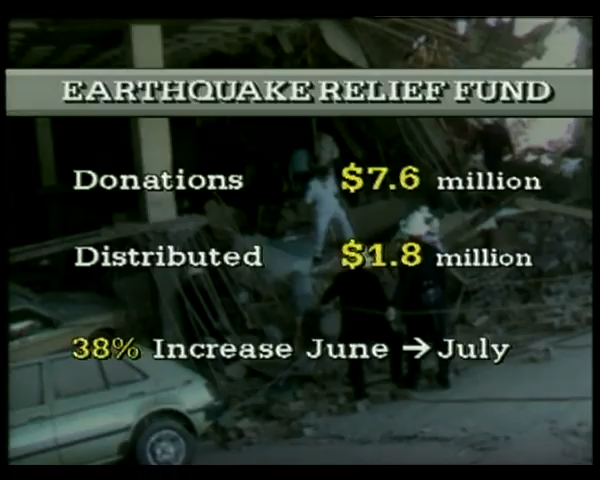 EARTHQUAKE RELIEF FUND
Donations $7.6 million
Distributed $1.8 million
38% Increase June → July